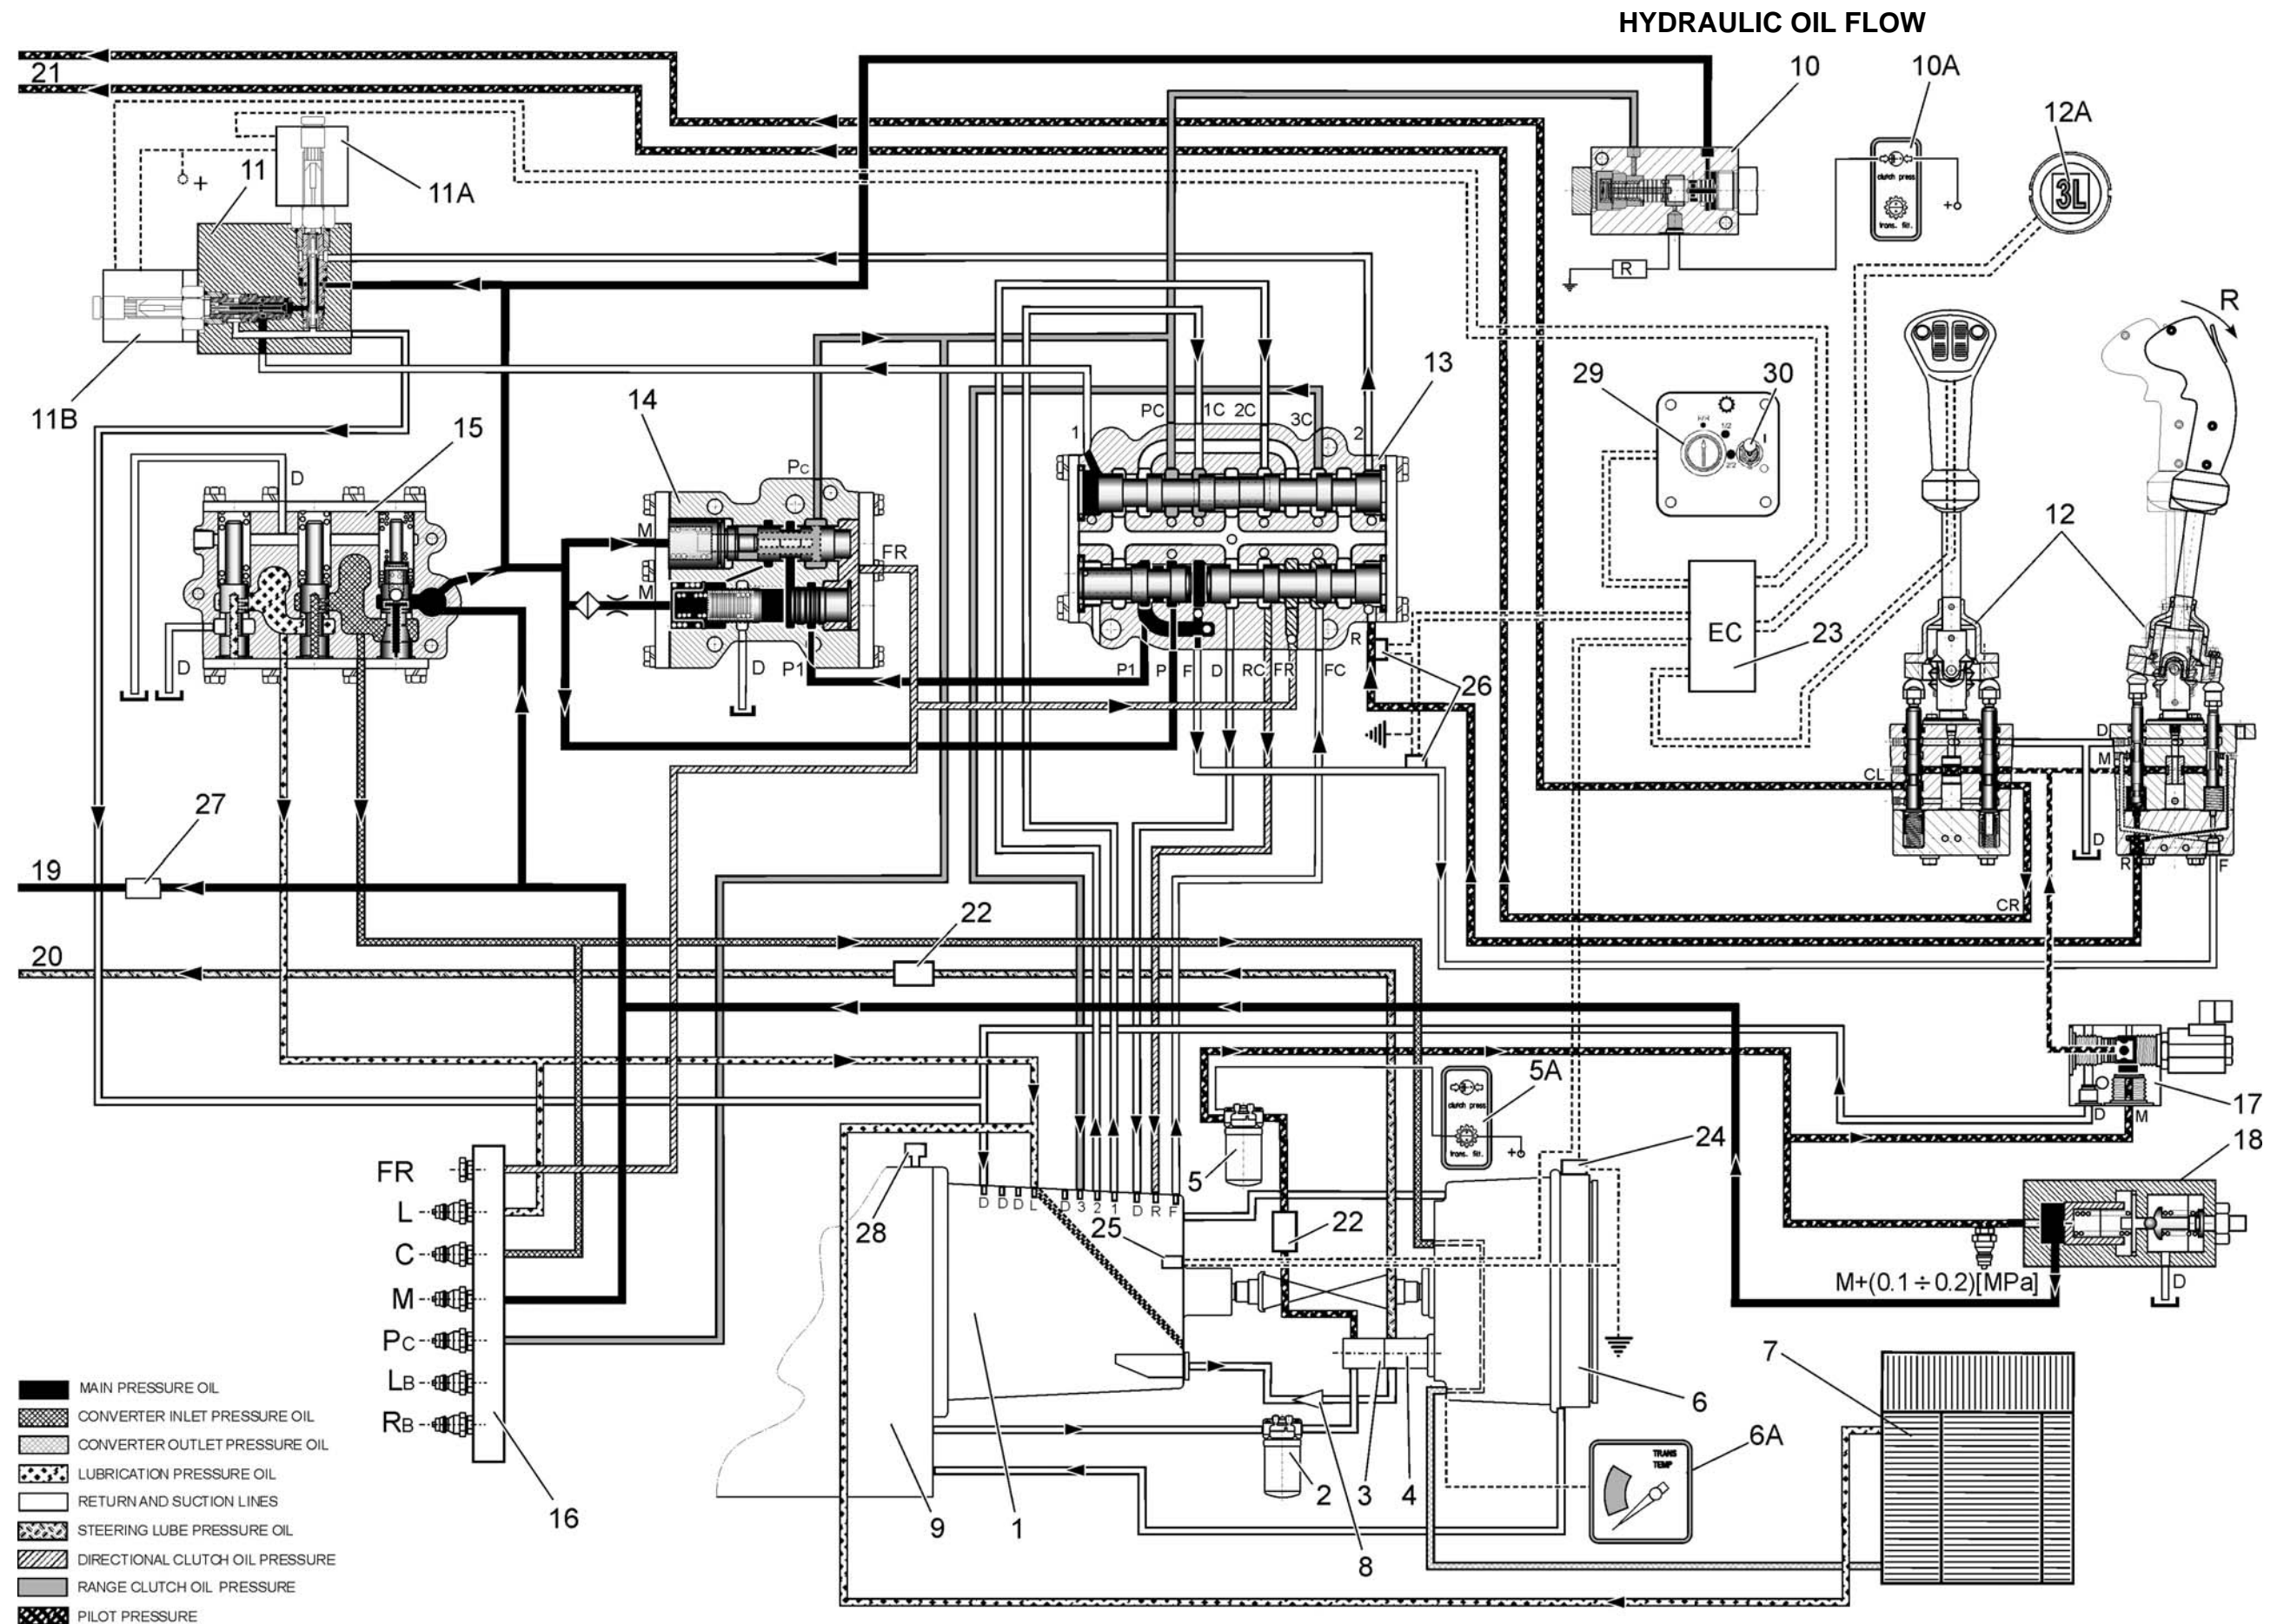 HYDRAULIC OIL FLOW
10
10A
12A
3L
clutch press
trans. filt.
+
R
21
11
11A
+
11B
15
D
D
14
M
M
Pc
FR
D
P1
13
1
PC
1C
2C
3C
2
R
P1
P
F
D
RC
FR
FC
26
29
30
F/R
1/2
2/2
I
EC
23
12
R
CL
CR
D
M
D
R
F
27
19
22
20
17
D
M
18
D
M+(0.1÷0.2)[MPa]
5A
clutch press
trans. filt.
+
5
24
22
28
D
D
D
L
D
3
2
1
D
R
F
25
FR
L
C
M
Pc
LB
RB
16
9
1
2
3
4
8
6
6A
TRANS
TEMP
7
MAIN PRESSURE OIL
CONVERTER INLET PRESSURE OIL
CONVERTER OUTLET PRESSURE OIL
LUBRICATION PRESSURE OIL
RETURN AND SUCTION LINES
STEERING LUBE PRESSURE OIL
DIRECTIONAL CLUTCH OIL PRESSURE
RANGE CLUTCH OIL PRESSURE
PILOT PRESSURE